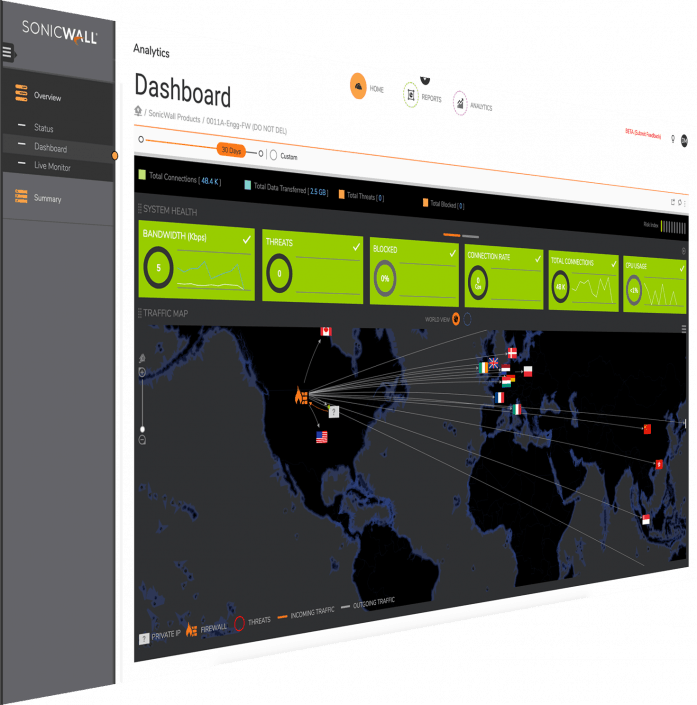 SONICWALL
Overview
Status
Dashboard
Live Monitor
Summary
Analytics
Dashboard
HOME
REPORTS
ANALYTICS
/ SonicWall Products / 0011A-Engg-FW (DO NOT DEL)
BETA (Submit Feedback)
30 Days
Custom
Total Connections [ 48.4 K ]
Total Data Transferred [ 2.5 GB ]
Total Threats [ 0 ]
Total Blocked [ 0 ]
Risk Index
SYSTEM HEALTH
BANDWIDTH (Kbps)
THREATS
BLOCKED
CONNECTION RATE
TOTAL CONNECTIONS
CPU USAGE
5
0
0%
0
48 K
<1%
TRAFFIC MAP
WORLD VIEW
?
? PRIVATE IP
FIREWALL
THREATS
INCOMING TRAFFIC
OUTGOING TRAFFIC